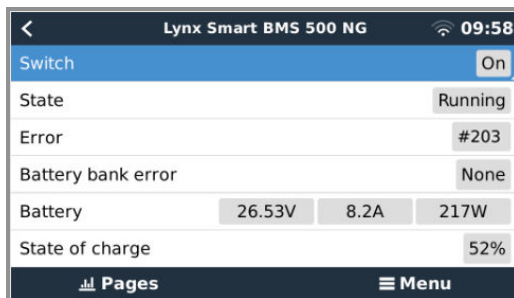 Lynx Smart BMS 500 NG 09:58
Switch On
State Running
Error #203
Battery bank error None
Battery 26.53V 8.2A 217W
State of charge 52%
Pages Menu